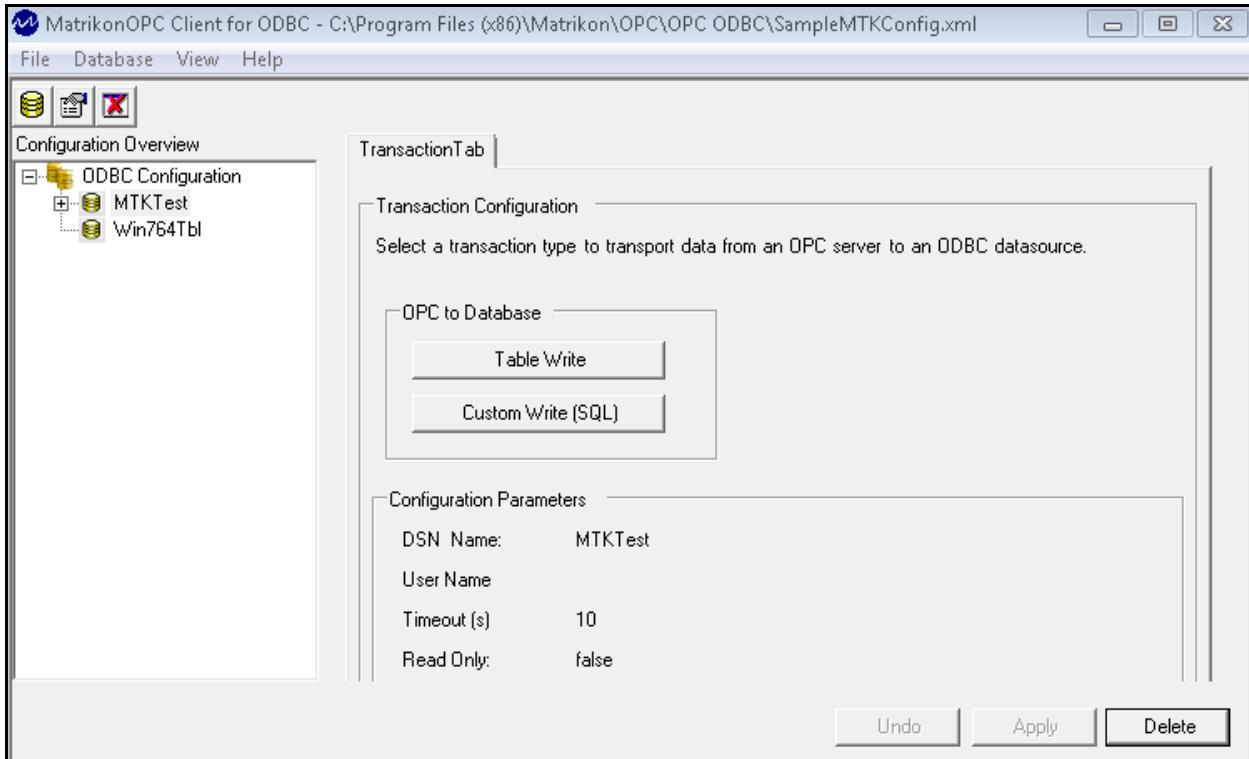 MatrikonOPC Client for ODBC - C:\Program Files (x86)\Matrikon\OPC\OPC ODBC\SampleMTKConfig.xml
File Database View Help
Configuration Overview
ODBC Configuration
MTKTest
Win764Tbl
TransactionTab
Transaction Configuration
Select a transaction type to transport data from an OPC server to an ODBC datasource.
OPC to Database
Table Write
Custom Write (SQL)
Configuration Parameters
DSN Name: MTKTest
User Name
Timeout (s) 10
Read Only: false
Undo Apply Delete